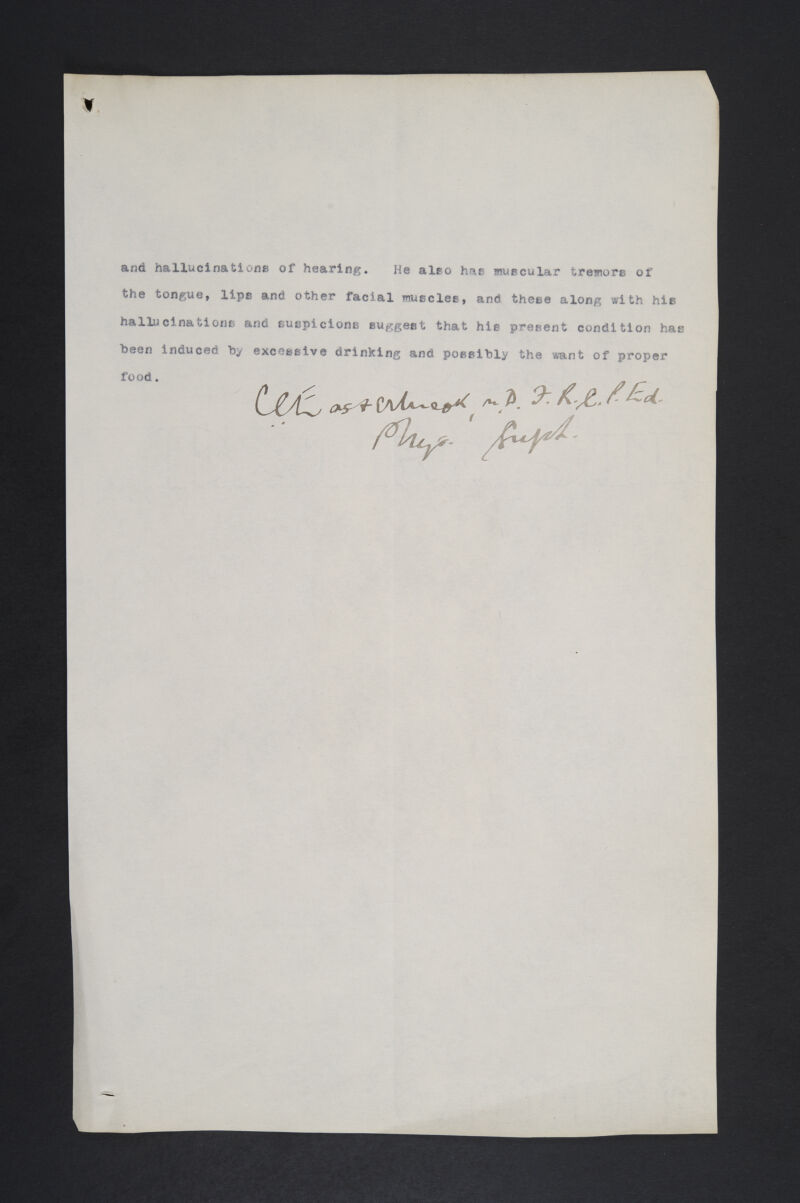 and hallucinations of hearing. He also has muscular tremors of
the tongue, lips and other facial muscles, and these along with his
hallucinations and suspicions suggest that his present condition has
been induced by excessive drinking and possibly the want of proper
food.
C.C. Easterbrook, M.D. F.R.C.P. Ed.
Phys. Supt.